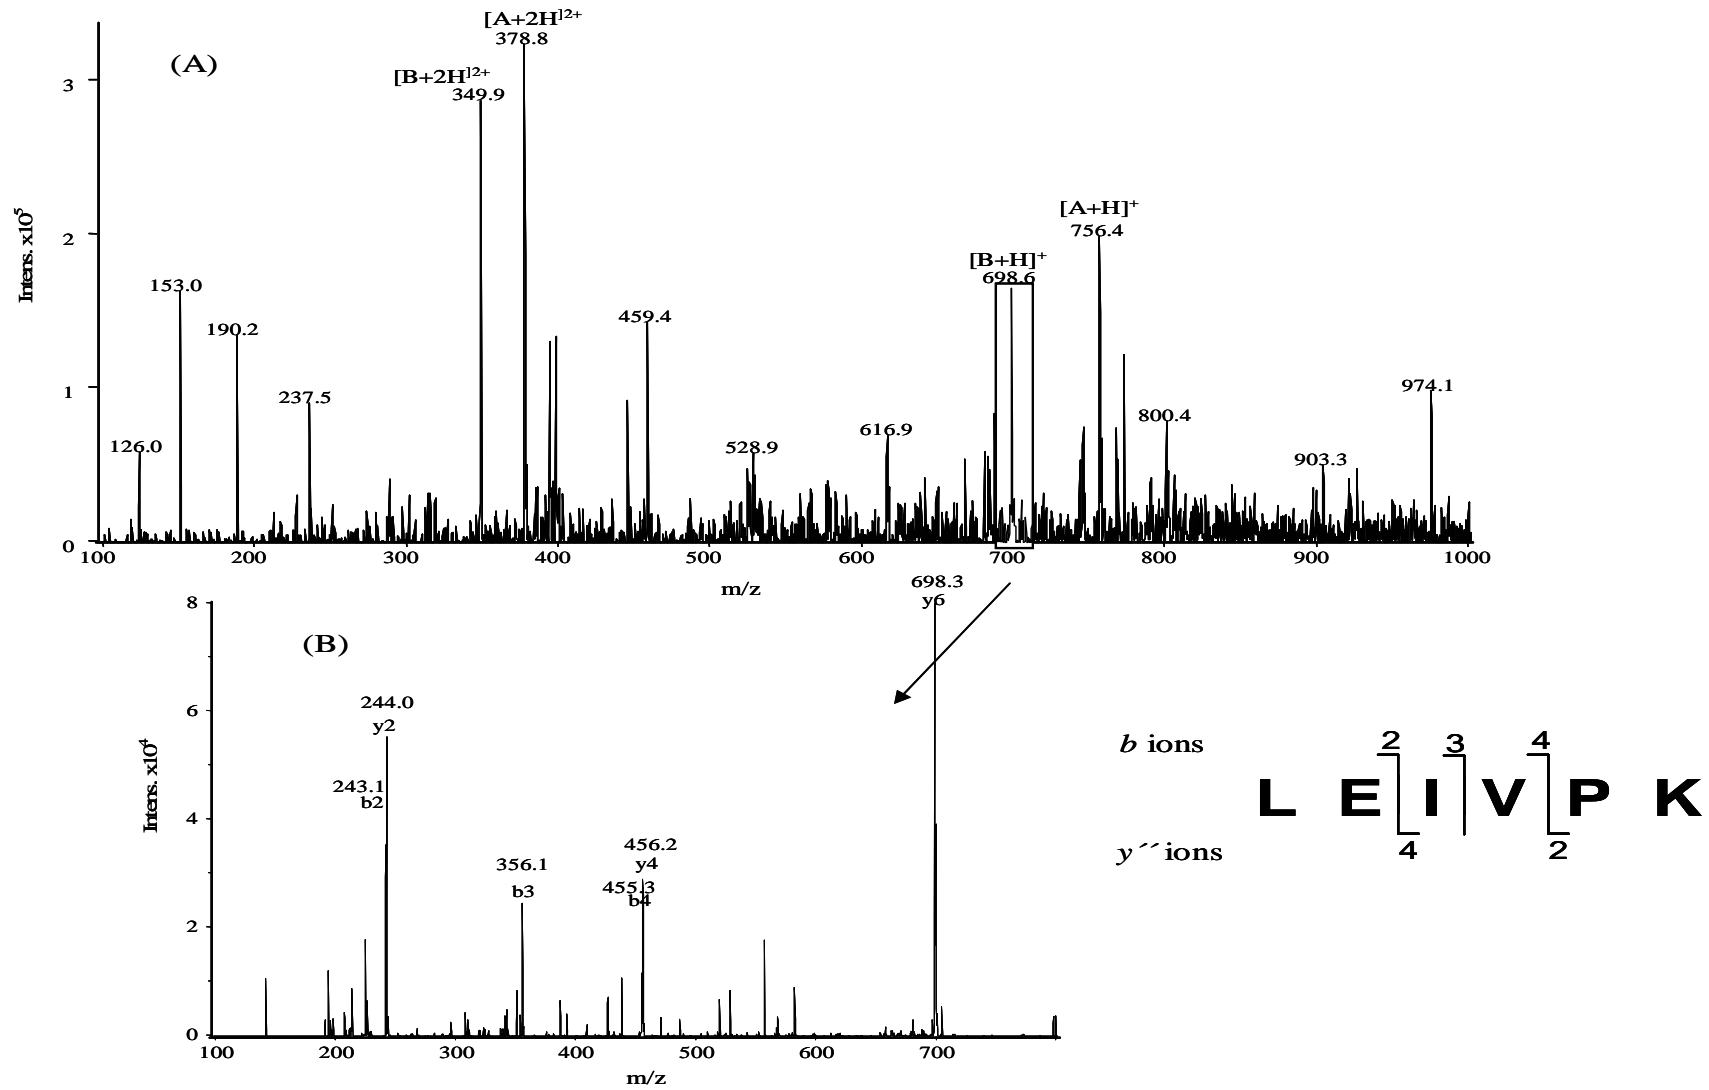 [A+2H]2+
378.8
(A)
[B+2H]2+
349.9
3
[A+H]+
756.4
2
[B+H]+
698.6
Intens. x10^5
153.0
190.2
459.4
237.5
1
974.1
800.4
616.9
126.0
528.9
903.3
0
100 200 300 400 500 600 700 800 900 1000
m/z
698.3
y6
8
(B)
244.0
y2
6
b ions
2 3 4
Intens. x10^4
243.1
b2
L E I V P K
4
456.2
y4
y´´ ions
4 2
356.1
b3
455.3
b4
2
0
100 200 300 400 500 600 700
m/z